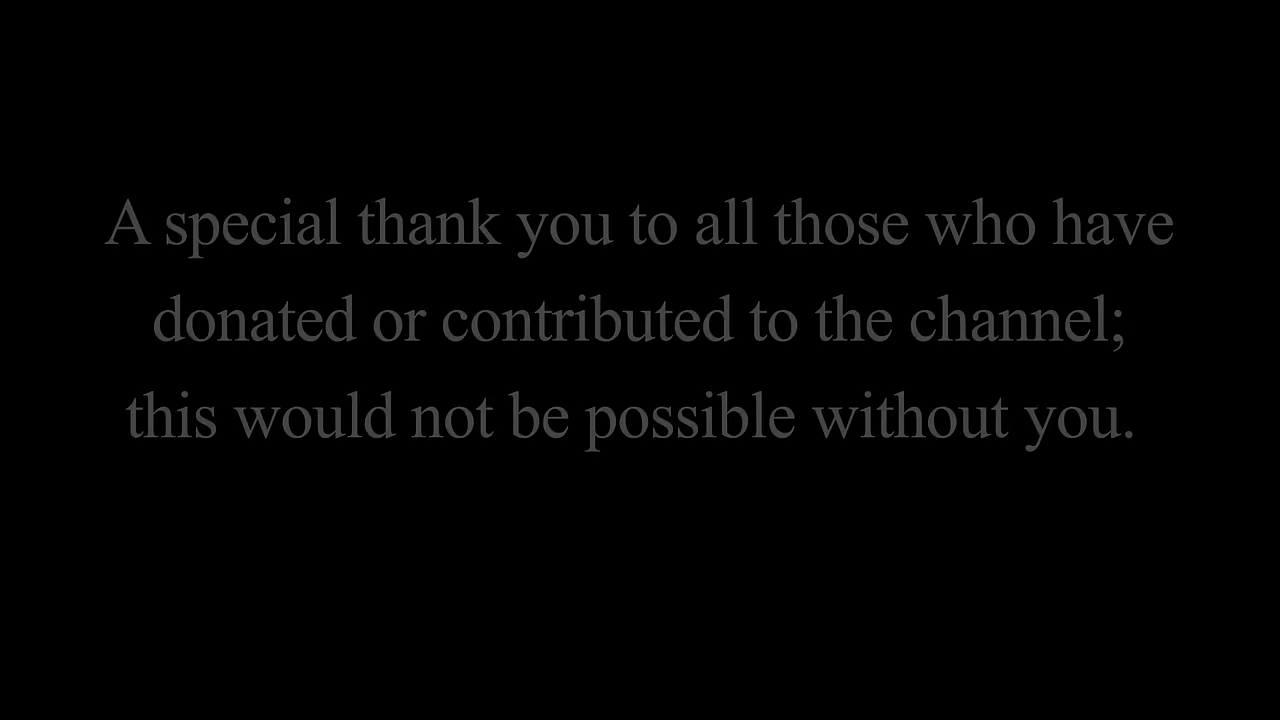 A special thank you to all those who have
donated or contributed to the channel;
this would not be possible without you.